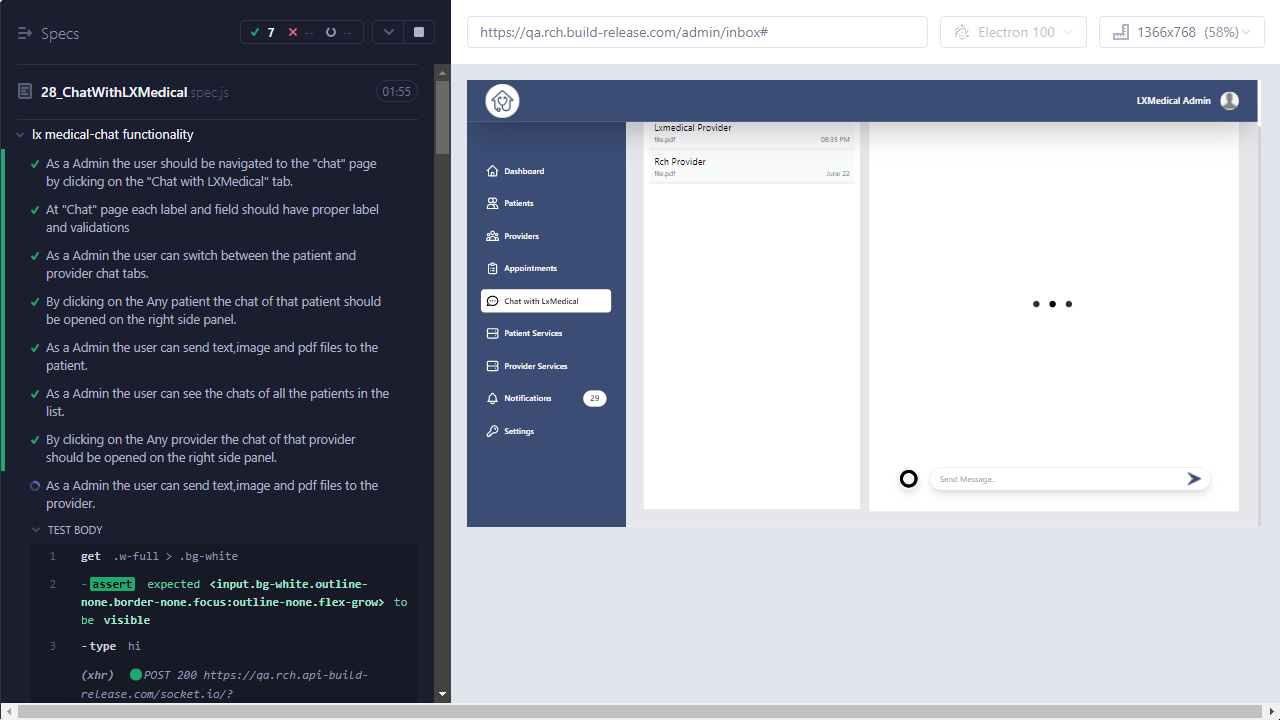 Specs
7
--
--
https://qa.rch.build-release.com/admin/inbox#
Electron 100
1366x768 (58%)
28_ChatWithLXMedical.spec.js
01:55
lx medical-chat functionality
As a Admin the user should be navigated to the "chat" page
by clicking on the "Chat with LXMedical" tab.
At "Chat" page each label and field should have proper label
and validations
As a Admin the user can switch between the patient and
provider chat tabs.
By clicking on the Any patient the chat of that patient should
be opened on the right side panel.
As a Admin the user can send text,image and pdf files to the
patient.
As a Admin the user can see the chats of all the patients in the
list.
By clicking on the Any provider the chat of that provider
should be opened on the right side panel.
As a Admin the user can send text,image and pdf files to the
provider.
TEST BODY
1 get .w-full > .bg-white
2 -assert expected <input.bg-white.outline-
none.border-none.focus:outline-none.flex-grow> to
be visible
3 -type hi
(xhr) POST 200 https://qa.rch.api-build-
release.com/socket.io/?
LXMedical Admin
Dashboard
Patients
Providers
Appointments
Chat with LxMedical
Patient Services
Provider Services
Notifications 29
Settings
Lxmedical Provider
file.pdf 08:35 PM
Rch Provider
file.pdf June 22
Send Message..